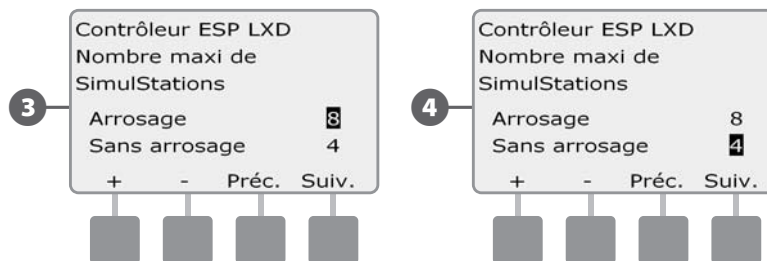 3
Contrôleur ESP LXD
Nombre maxi de
SimulStations
Arrosage 8
Sans arrosage 4
+ - Préc. Suiv.
4
Contrôleur ESP LXD
Nombre maxi de
SimulStations
Arrosage 8
Sans arrosage 4
+ - Préc. Suiv.